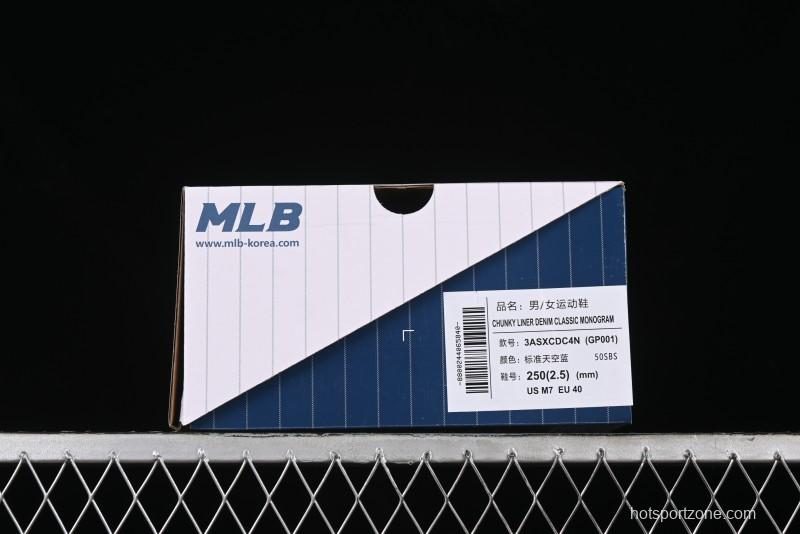 MLB
www.mlb-korea.com
品名：男/女运动鞋
CHUNKY LINER DENIM CLASSIC MONOGRAM
款号：3ASXCDC4N (GP001)
颜色：标准天空蓝 50SBS
鞋号：250(2.5) (mm)
US M7 EU 40
-8800244065840-
hotsportzone.com